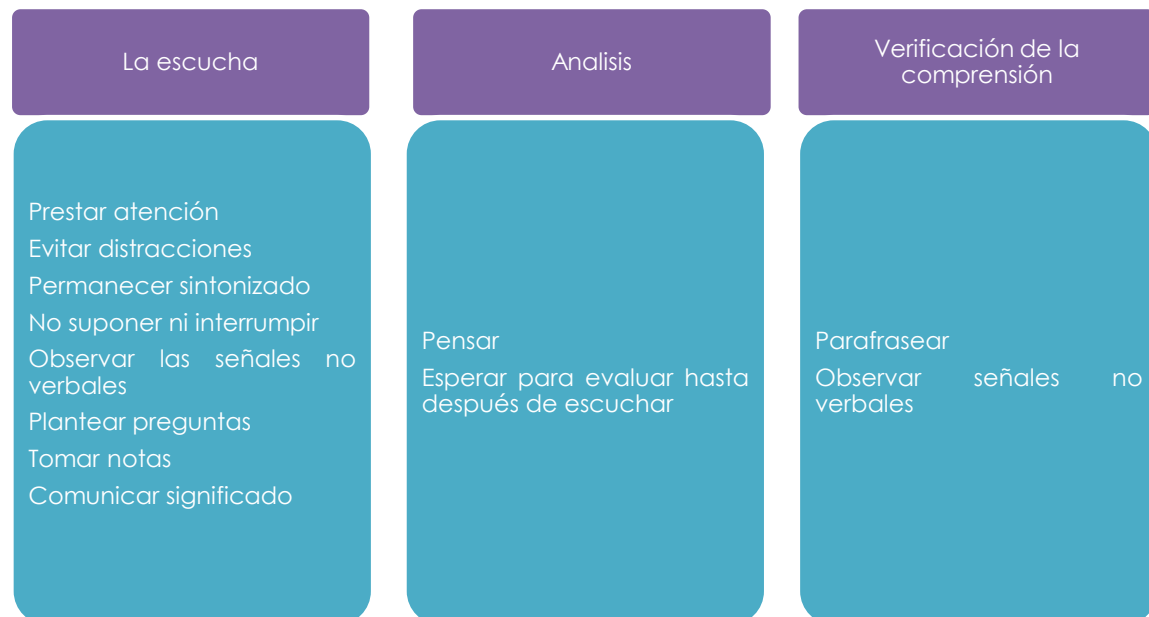 La escucha
Prestar atención
Evitar distracciones
Permanecer sintonizado
No suponer ni interrumpir
Observar las señales no
verbales
Plantear preguntas
Tomar notas
Comunicar significado
Analisis
Pensar
Esperar para evaluar hasta
después de escuchar
Verificación de la
comprensión
Parafrasear
Observar señales no
verbales